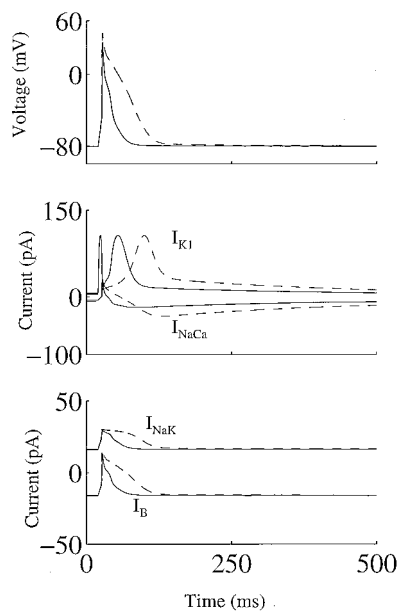 60
0
−80
Voltage (mV)
150
0
−100
Current (pA)
I_K1
I_NaCa
50
0
−50
Current (pA)
I_NaK
I_B
0 250 500
Time (ms)